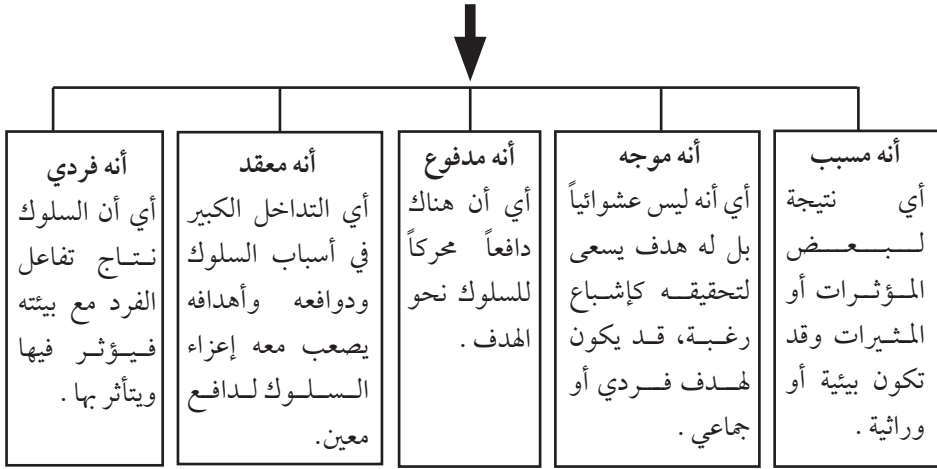 أنه مسبب
أي نتيجة
لبعض
المؤثرات أو
المثيرات وقد
تكون بيئية أو
وراثية .
أنه موجه
أي أنه ليس عشوائياً
بل له هدف يسعى
لتحقيقه كإشباع
رغبة، قد يكون
لهدف فردي أو
جماعي .
أنه مدفوع
أي أن هناك
دافعاً محركاً
للسلوك نحو
الهدف .
أنه معقد
أي التداخل الكبير
في أسباب السلوك
ودوافعه وأهدافه
يصعب معه إعزاء
السلوك لدافع
معين.
أنه فردي
أي أن السلوك
نتاج تفاعل
الفرد مع بيئته
فيؤثر فيها
ويتأثر بها .